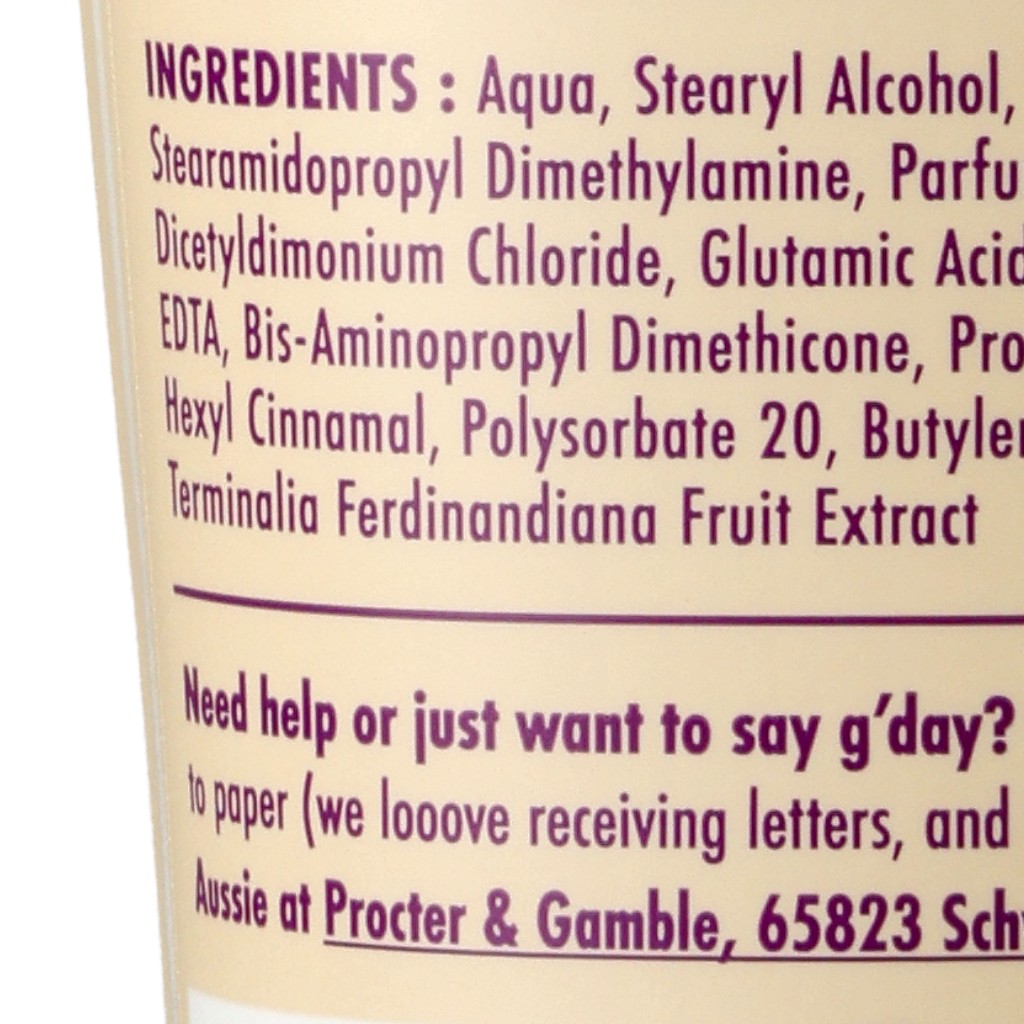 INGREDIENTS : Aqua, Stearyl Alcohol,
Stearamidopropyl Dimethylamine, Parfu
Dicetyldimonium Chloride, Glutamic Acid
EDTA, Bis-Aminopropyl Dimethicone, Pro
Hexyl Cinnamal, Polysorbate 20, Butylen
Terminalia Ferdinandiana Fruit Extract
Need help or just want to say g’day?
to paper (we looove receiving letters, and
Aussie at Procter & Gamble, 65823 Schw